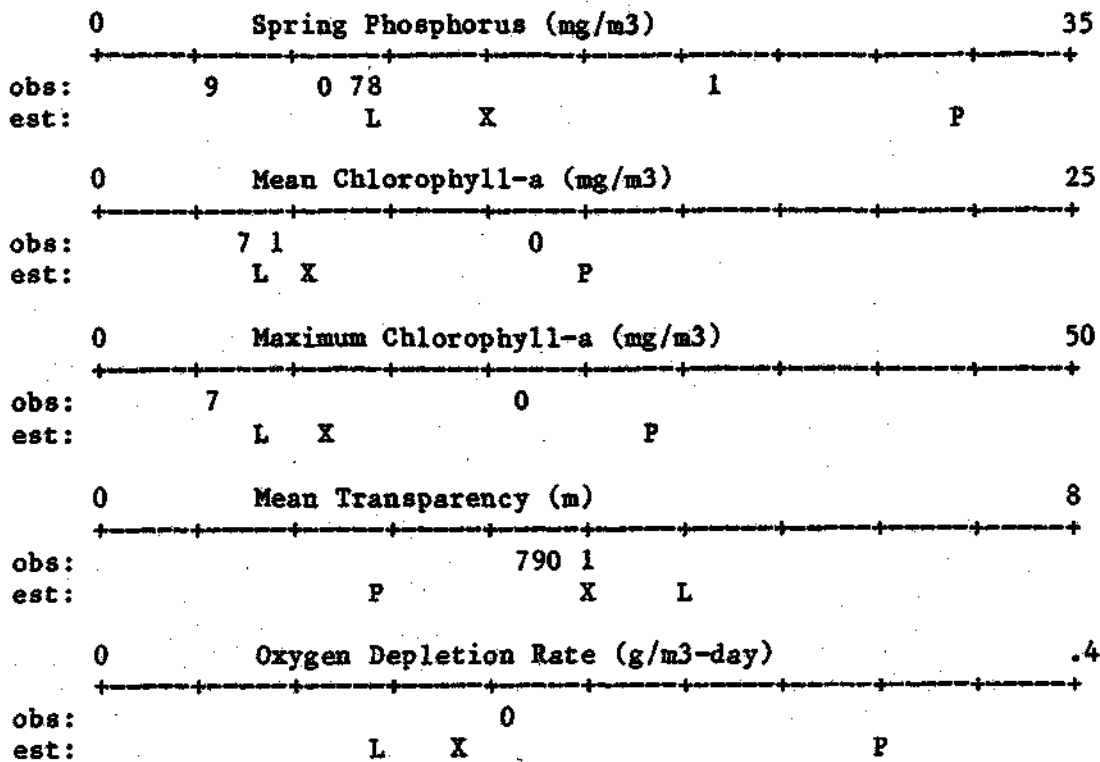 0 Spring Phosphorus (mg/m3) 35
+----+----+----+----+----+----+----+----+----+----+
obs: 9 0 78 1
est: L X P
0 Mean Chlorophyll-a (mg/m3) 25
+----+----+----+----+----+----+----+----+----+----+
obs: 7 1 0
est: L X P
0 Maximum Chlorophyll-a (mg/m3) 50
+----+----+----+----+----+----+----+----+----+----+
obs: 7 0
est: L X P
0 Mean Transparency (m) 8
+----+----+----+----+----+----+----+----+----+----+
obs: 790 1
est: P X L
0 Oxygen Depletion Rate (g/m3-day) .4
+----+----+----+----+----+----+----+----+----+----+
obs: 0
est: L X P